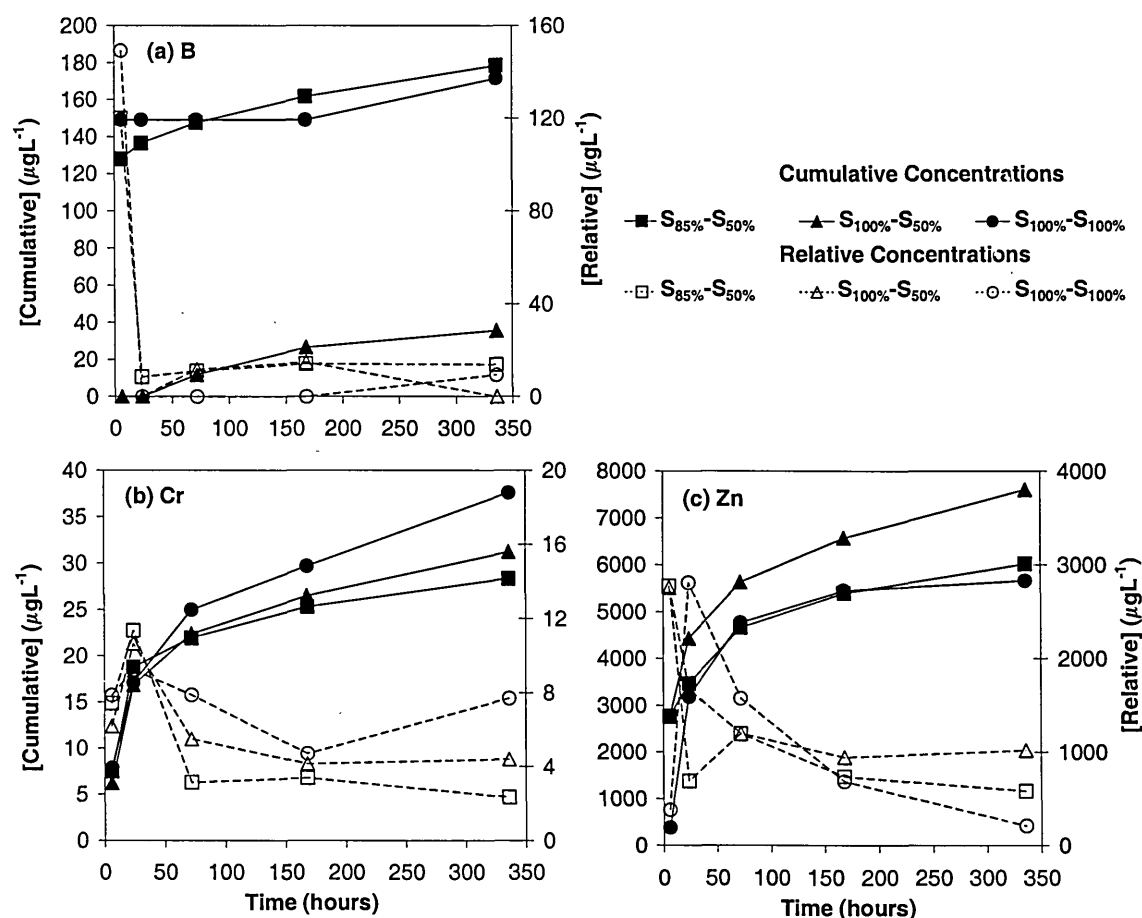 (a) B
[Cumulative] (µgL⁻¹)
200
180
160
140
120
100
80
60
40
20
0
160
120
80
40
0
[Relative] (µgL⁻¹)
0 50 100 150 200 250 300 350
Cumulative Concentrations
S85%-S50% S100%-S50% S100%-S100%
Relative Concentrations
S85%-S50% S100%-S50% S100%-S100%
(b) Cr
[Cumulative] (µgL⁻¹)
40
35
30
25
20
15
10
5
0
20
16
12
8
4
0
0 50 100 150 200 250 300 350
Time (hours)
(c) Zn
8000
7000
6000
5000
4000
3000
2000
1000
0
4000
3000
2000
1000
0
[Relative] (µgL⁻¹)
0 50 100 150 200 250 300 350
Time (hours)